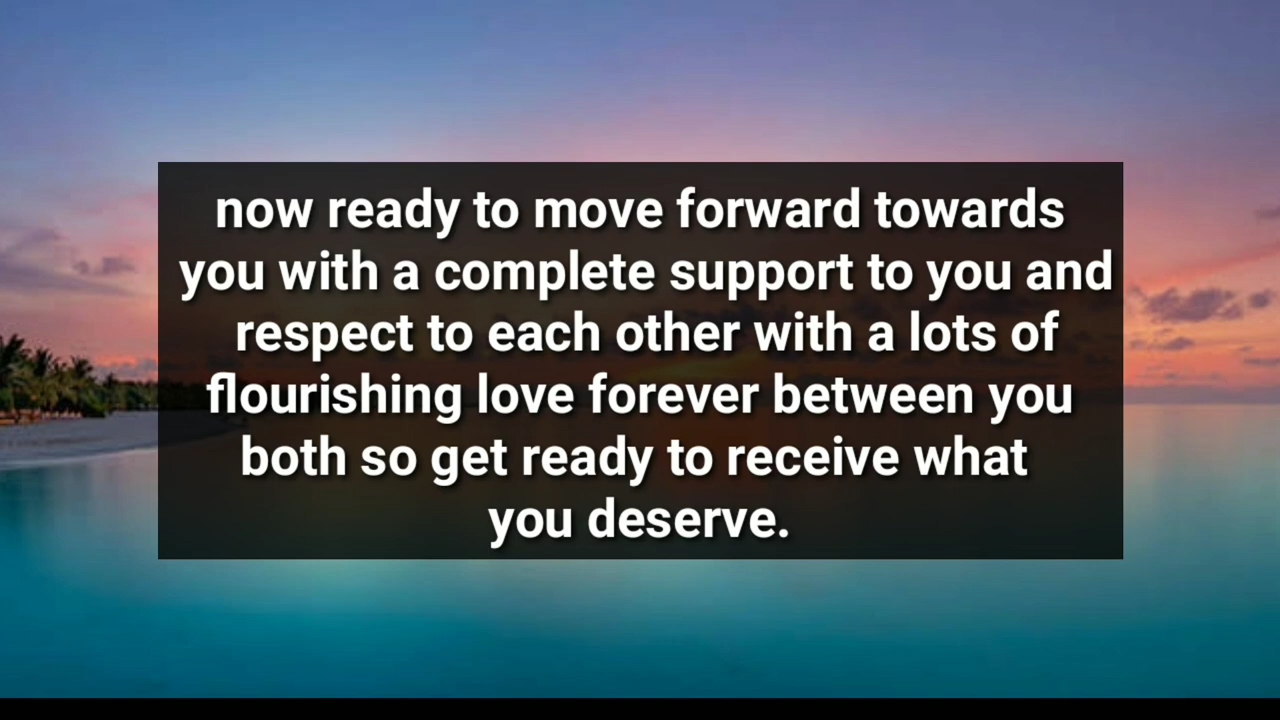 now ready to move forward towards
you with a complete support to you and
respect to each other with a lots of
flourishing love forever between you
both so get ready to receive what
you deserve.